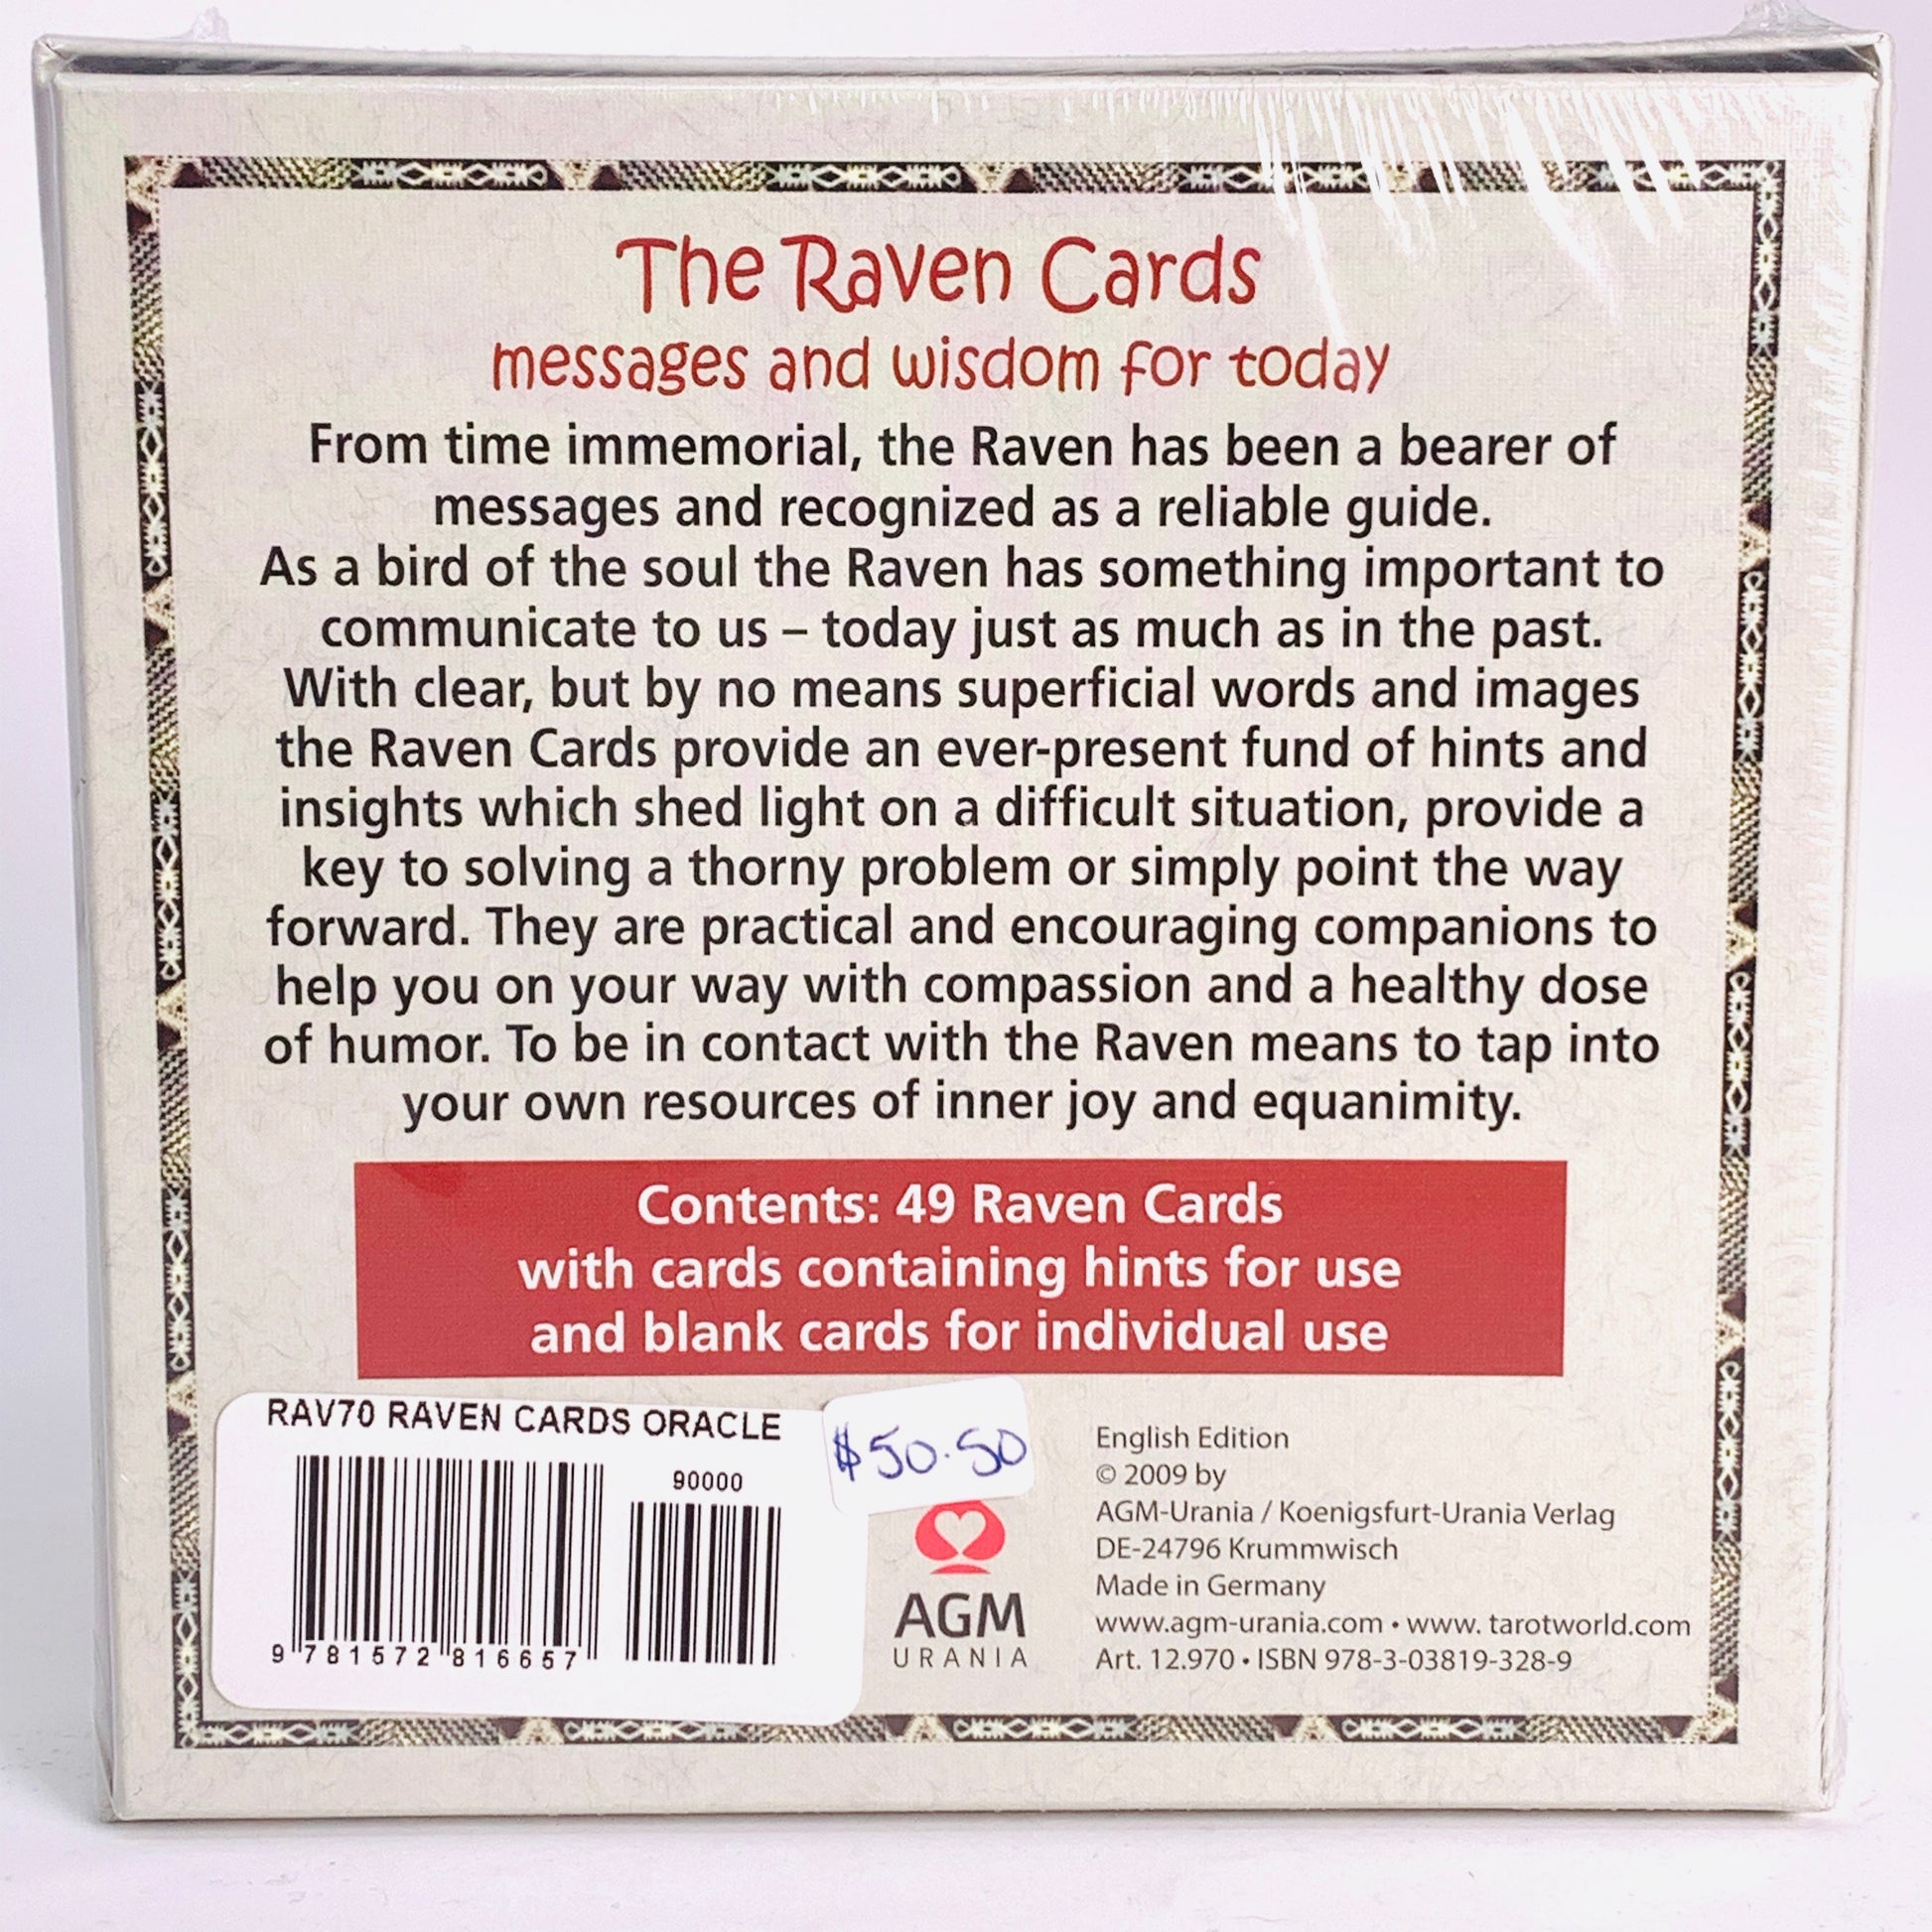 The Raven Cards
messages and wisdom for today
From time immemorial, the Raven has been a bearer of
messages and recognized as a reliable guide.
As a bird of the soul the Raven has something important to
communicate to us – today just as much as in the past.
With clear, but by no means superficial words and images
the Raven Cards provide an ever-present fund of hints and
insights which shed light on a difficult situation, provide a
key to solving a thorny problem or simply point the way
forward. They are practical and encouraging companions to
help you on your way with compassion and a healthy dose
of humor. To be in contact with the Raven means to tap into
your own resources of inner joy and equanimity.
Contents: 49 Raven Cards
with cards containing hints for use
and blank cards for individual use
RAV70 RAVEN CARDS ORACLE
90000
9 781572 816657
$50.50
AGM
URANIA
English Edition
© 2009 by
AGM-Urania / Koenigsfurt-Urania Verlag
DE-24796 Krummwisch
Made in Germany
www.agm-urania.com • www. tarotworld.com
Art. 12.970 • ISBN 978-3-03819-328-9